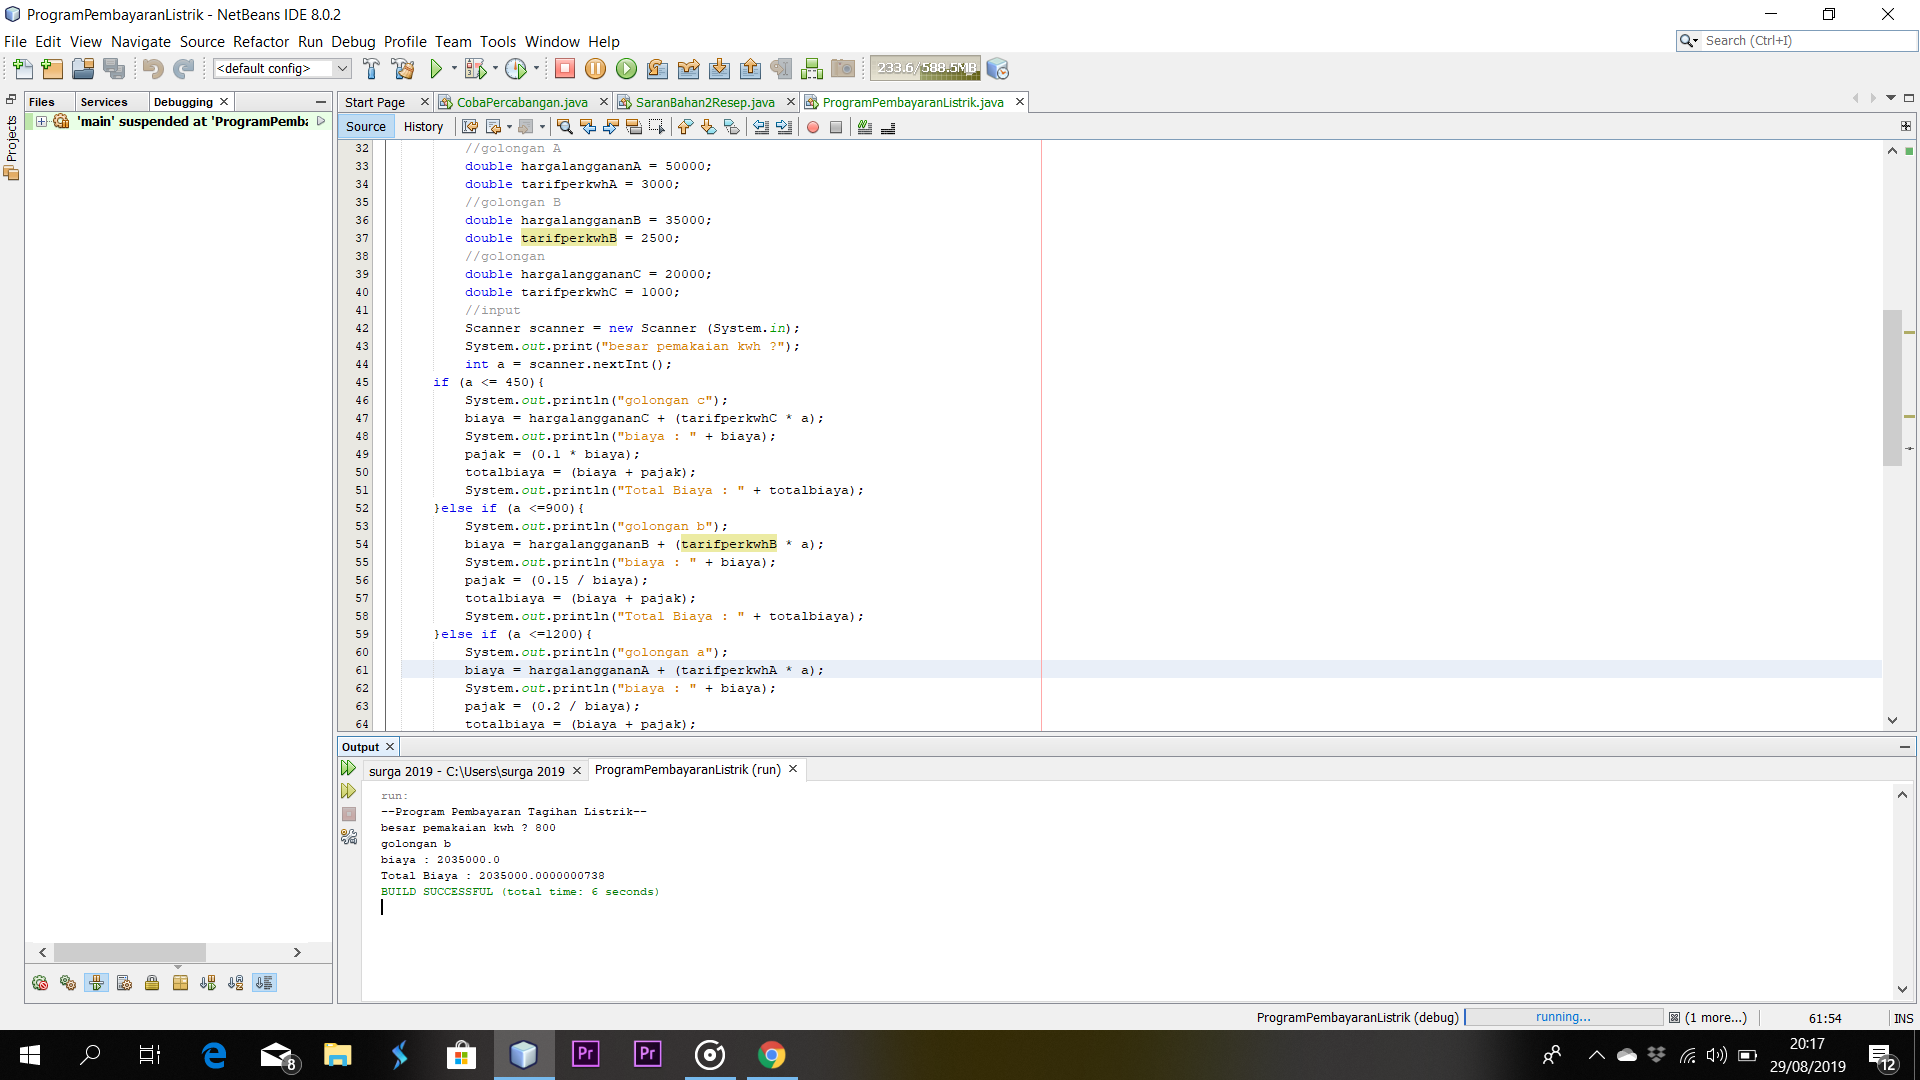 ProgramPembayaranListrik - NetBeans IDE 8.0.2
File Edit View Navigate Source Refactor Run Debug Profile Team Tools Window Help
Search (Ctrl+I)
<default config>
233.6/588.5MB
Projects
Files Services Debugging
'main' suspended at 'ProgramPemba
Start Page CobaPercabangan.java SaranBahan2Resep.java ProgramPembayaranListrik.java
Source History
32 //golongan A
33 double hargalanggananA = 50000;
34 double tarifperkwhA = 3000;
35 //golongan B
36 double hargalanggananB = 35000;
37 double tarifperkwhB = 2500;
38 //golongan
39 double hargalanggananC = 20000;
40 double tarifperkwhC = 1000;
41 //input
42 Scanner scanner = new Scanner (System.in);
43 System.out.print("besar pemakaian kwh ?");
44 int a = scanner.nextInt();
45 if (a <= 450){
46 System.out.println("golongan c");
47 biaya = hargalanggananC + (tarifperkwhC * a);
48 System.out.println("biaya : " + biaya);
49 pajak = (0.1 * biaya);
50 totalbiaya = (biaya + pajak);
51 System.out.println("Total Biaya : " + totalbiaya);
52 }else if (a <=900){
53 System.out.println("golongan b");
54 biaya = hargalanggananB + (tarifperkwhB * a);
55 System.out.println("biaya : " + biaya);
56 pajak = (0.15 / biaya);
57 totalbiaya = (biaya + pajak);
58 System.out.println("Total Biaya : " + totalbiaya);
59 }else if (a <=1200){
60 System.out.println("golongan a");
61 biaya = hargalanggananA + (tarifperkwhA * a);
62 System.out.println("biaya : " + biaya);
63 pajak = (0.2 / biaya);
64 totalbiaya = (biaya + pajak);
Output
surga 2019 - C:\Users\surga 2019 ProgramPembayaranListrik (run)
run:
--Program Pembayaran Tagihan Listrik--
besar pemakaian kwh ? 800
golongan b
biaya : 2035000.0
Total Biaya : 2035000.0000000738
BUILD SUCCESSFUL (total time: 6 seconds)
ProgramPembayaranListrik (debug) running... (1 more...) 61:54 INS
8
Pr
Pr
20:17
29/08/2019
12